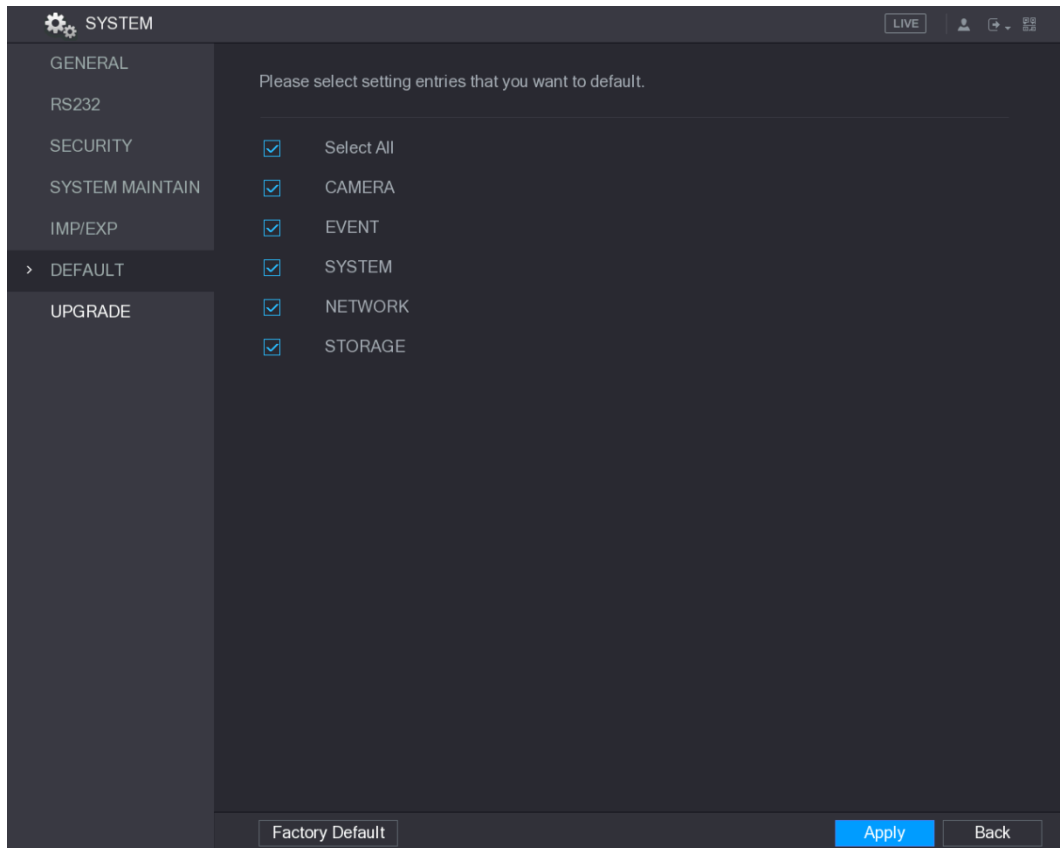 SYSTEM
LIVE
GENERAL
RS232
SECURITY
SYSTEM MAINTAIN
IMP/EXP
DEFAULT
UPGRADE
Please select setting entries that you want to default.
Select All
CAMERA
EVENT
SYSTEM
NETWORK
STORAGE
Factory Default
Apply
Back